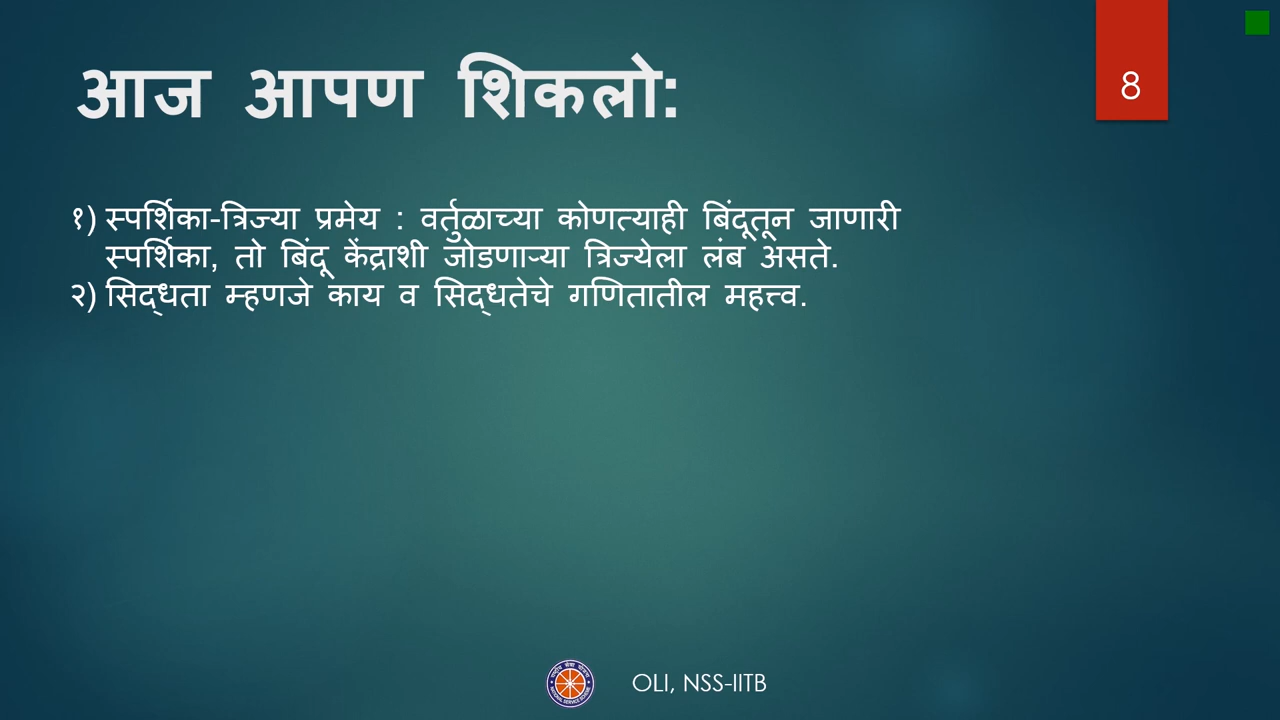 आज आपण शिकलो:
8
१) स्पर्शिका-त्रिज्या प्रमेय : वर्तुळाच्या कोणत्याही बिंदूतून जाणारी
स्पर्शिका, तो बिंदू केंद्राशी जोडणाऱ्या त्रिज्येला लंब असते.
२) सिद्धता म्हणजे काय व सिद्धतेचे गणितातील महत्त्व.
OLI, NSS-IITB